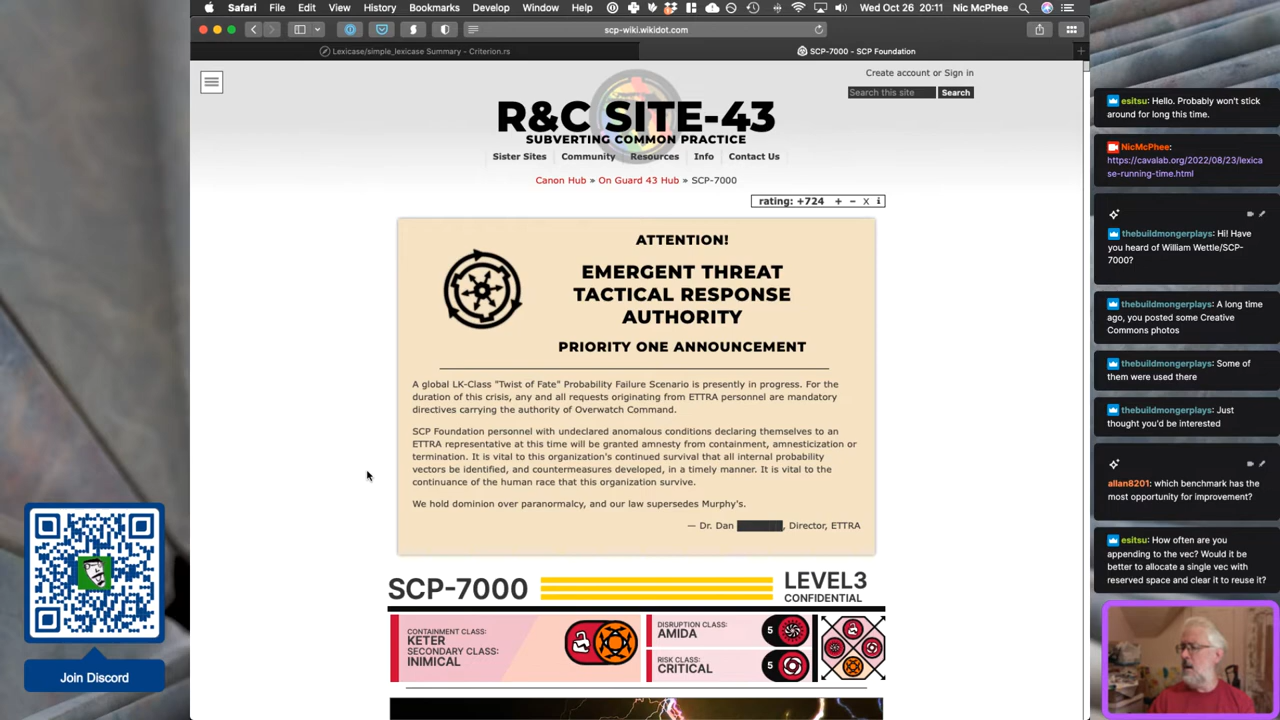 Safari File Edit View History Bookmarks Develop Window Help Wed Oct 26 20:11 Nic McPhee
scp-wiki.wikidot.com
Lexicase/simple_lexicase Summary - Criterion.rs
SCP-7000 - SCP Foundation
Create account or Sign in
Search this site Search
R&C SITE-43
SUBVERTING COMMON PRACTICE
Sister Sites Community Resources Info Contact Us
Canon Hub » On Guard 43 Hub » SCP-7000
rating: +724 + – X i
ATTENTION!
EMERGENT THREAT
TACTICAL RESPONSE
AUTHORITY
PRIORITY ONE ANNOUNCEMENT
A global LK-Class "Twist of Fate" Probability Failure Scenario is presently in progress. For the
duration of this crisis, any and all requests originating from ETTRA personnel are mandatory
directives carrying the authority of Overwatch Command.
SCP Foundation personnel with undeclared anomalous conditions declaring themselves to an
ETTRA representative at this time will be granted amnesty from containment, amnesticization or
termination. It is vital to this organization's continued survival that all internal probability
vectors be identified, and countermeasures developed, in a timely manner. It is vital to the
continuance of the human race that this organization survive.
We hold dominion over paranormalcy, and our law supersedes Murphy's.
— Dr. Dan ███████, Director, ETTRA
SCP-7000
LEVEL3
CONFIDENTIAL
CONTAINMENT CLASS:
KETER
SECONDARY CLASS:
INIMICAL
DISRUPTION CLASS:
AMIDA
5
RISK CLASS:
CRITICAL
5
esitsu: Hello. Probably won't stick
around for long this time.
NicMcPhee:
https://cavalab.org/2022/08/23/lexica
se-running-time.html
thebuildmongerplays: Hi! Have
you heard of William Wettle/SCP-
7000?
thebuildmongerplays: A long time
ago, you posted some Creative
Commons photos
thebuildmongerplays: Some of
them were used there
thebuildmongerplays: Just
thought you'd be interested
allan8201: which benchmark has the
most opportunity for improvement?
esitsu: How often are you
appending to the vec? Would it be
better to allocate a single vec with
reserved space and clear it to reuse it?
Join Discord